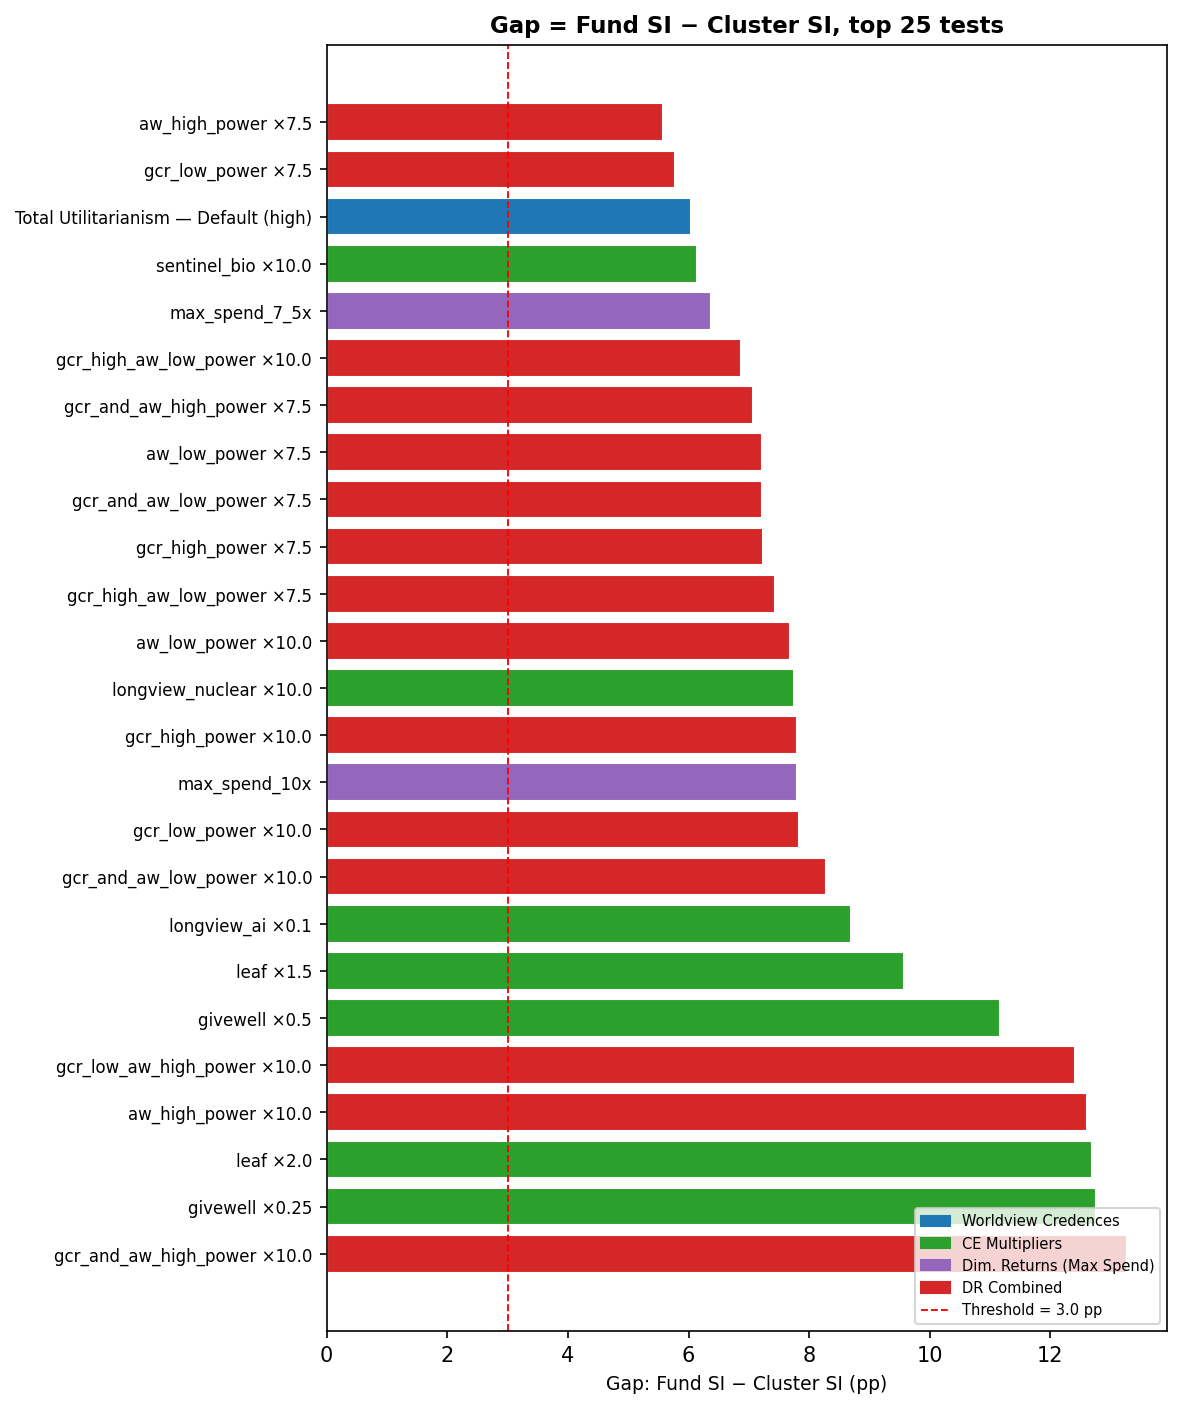 Gap = Fund SI − Cluster SI, top 25 tests
aw_high_power ×7.5
gcr_low_power ×7.5
Total Utilitarianism — Default (high)
sentinel_bio ×10.0
max_spend_7_5x
gcr_high_aw_low_power ×10.0
gcr_and_aw_high_power ×7.5
aw_low_power ×7.5
gcr_and_aw_low_power ×7.5
gcr_high_power ×7.5
gcr_high_aw_low_power ×7.5
aw_low_power ×10.0
longview_nuclear ×10.0
gcr_high_power ×10.0
max_spend_10x
gcr_low_power ×10.0
gcr_and_aw_low_power ×10.0
longview_ai ×0.1
leaf ×1.5
givewell ×0.5
gcr_low_aw_high_power ×10.0
aw_high_power ×10.0
leaf ×2.0
givewell ×0.25
gcr_and_aw_high_power ×10.0
Worldview Credences
CE Multipliers
Dim. Returns (Max Spend)
DR Combined
Threshold = 3.0 pp
0 2 4 6 8 10 12
Gap: Fund SI − Cluster SI (pp)